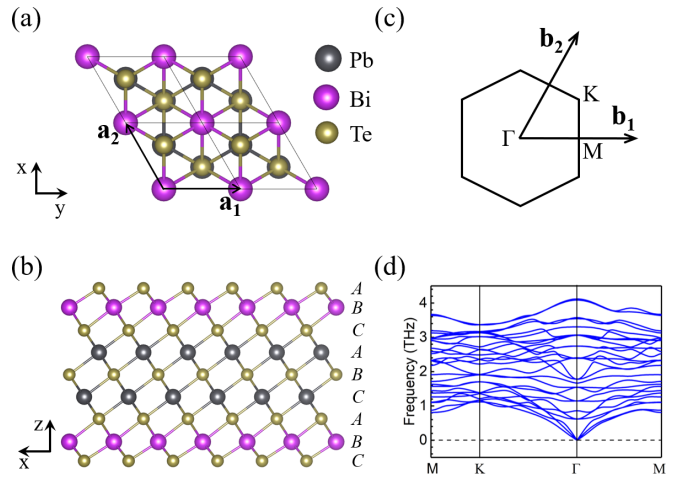 (a)
Pb
Bi
Te
a₂
a₁
x
y
(b)
A
B
C
A
B
C
A
B
C
z
x
(c)
b₂
K
b₁
Γ
M
(d)
Frequency (THz)
4
3
2
1
0
M K Γ M